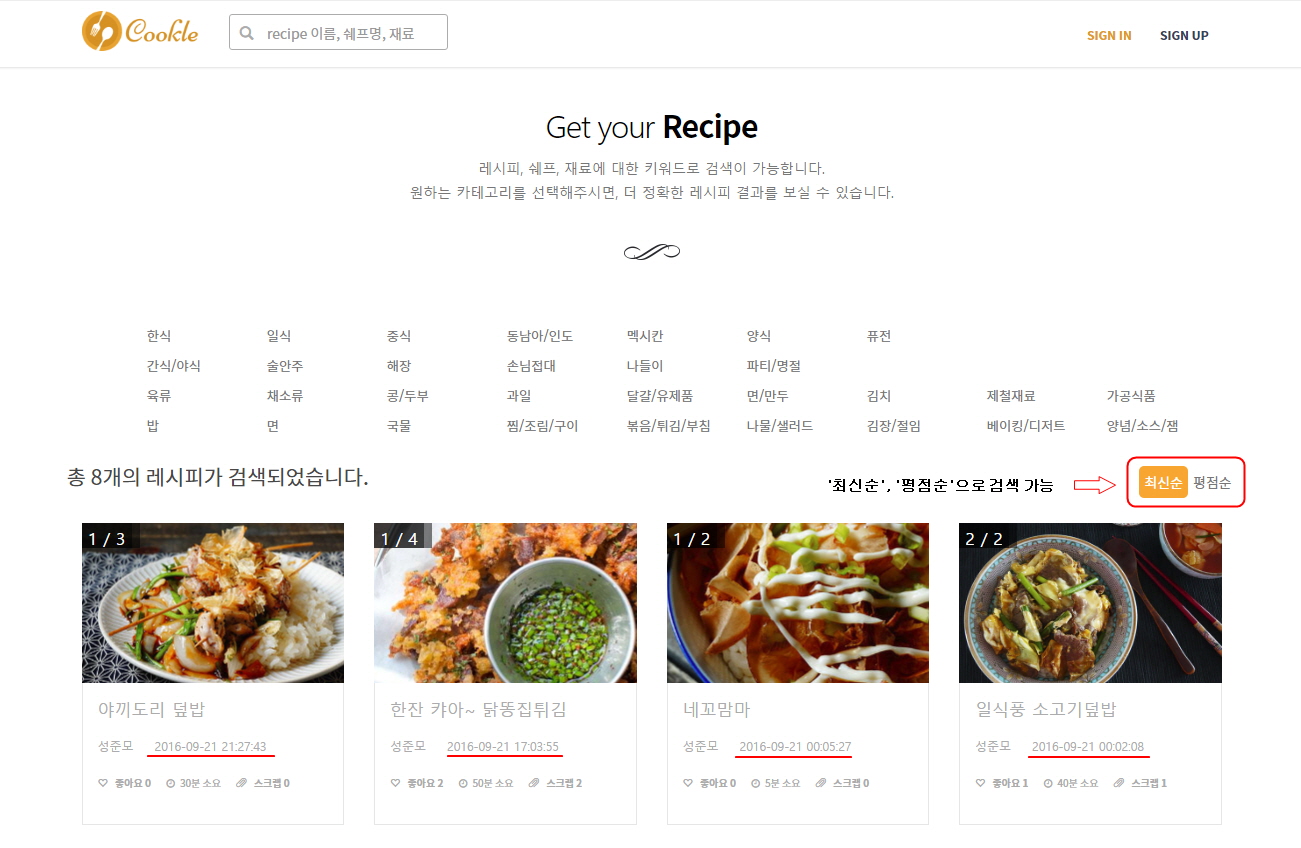 Cookle
recipe 이름, 쉐프명, 재료
SIGN IN
SIGN UP
Get your Recipe
레시피, 쉐프, 재료에 대한 키워드로 검색이 가능합니다.
원하는 카테고리를 선택해주시면, 더 정확한 레시피 결과를 보실 수 있습니다.
한식 일식 중식 동남아/인도 멕시칸 양식 퓨전
간식/야식 술안주 해장 손님접대 나들이 파티/명절
육류 채소류 콩/두부 과일 달걀/유제품 면/만두 김치 제철재료 가공식품
밥 면 국물 찜/조림/구이 볶음/튀김/부침 나물/샐러드 김장/절임 베이킹/디저트 양념/소스/잼
총 8개의 레시피가 검색되었습니다.
'최신순', '평점순'으로 검색 가능
최신순 평점순
1 / 3
야끼도리 덮밥
성준모 2016-09-21 21:27:43
좋아요 0 30분 소요 스크랩 0
1 / 4
한잔 캬아~ 닭똥집튀김
성준모 2016-09-21 17:03:55
좋아요 2 50분 소요 스크랩 2
1 / 2
네꼬맘마
성준모 2016-09-21 00:05:27
좋아요 0 5분 소요 스크랩 0
2 / 2
일식풍 소고기덮밥
성준모 2016-09-21 00:02:08
좋아요 1 40분 소요 스크랩 1